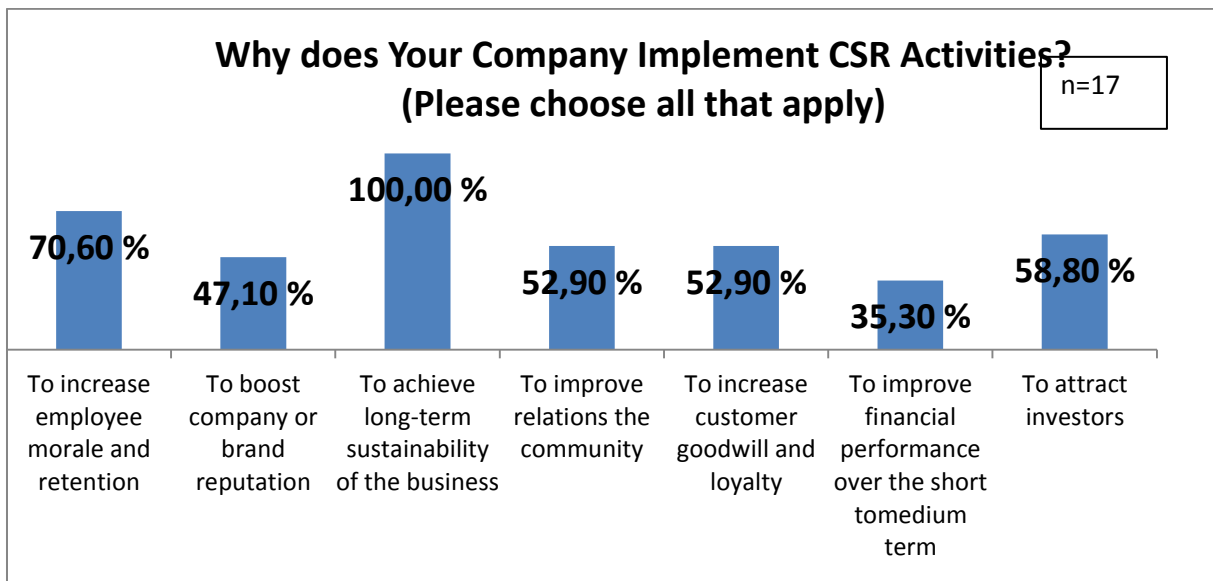 Why does Your Company Implement CSR Activities?
(Please choose all that apply)
n=17
70,60 %
47,10 %
100,00 %
52,90 %
52,90 %
35,30 %
58,80 %
To increase
employee
morale and
retention
To boost
company or
brand
reputation
To achieve
long-term
sustainability
of the business
To improve
relations the
community
To increase
customer
goodwill and
loyalty
To improve
financial
performance
over the short
tomedium
term
To attract
investors